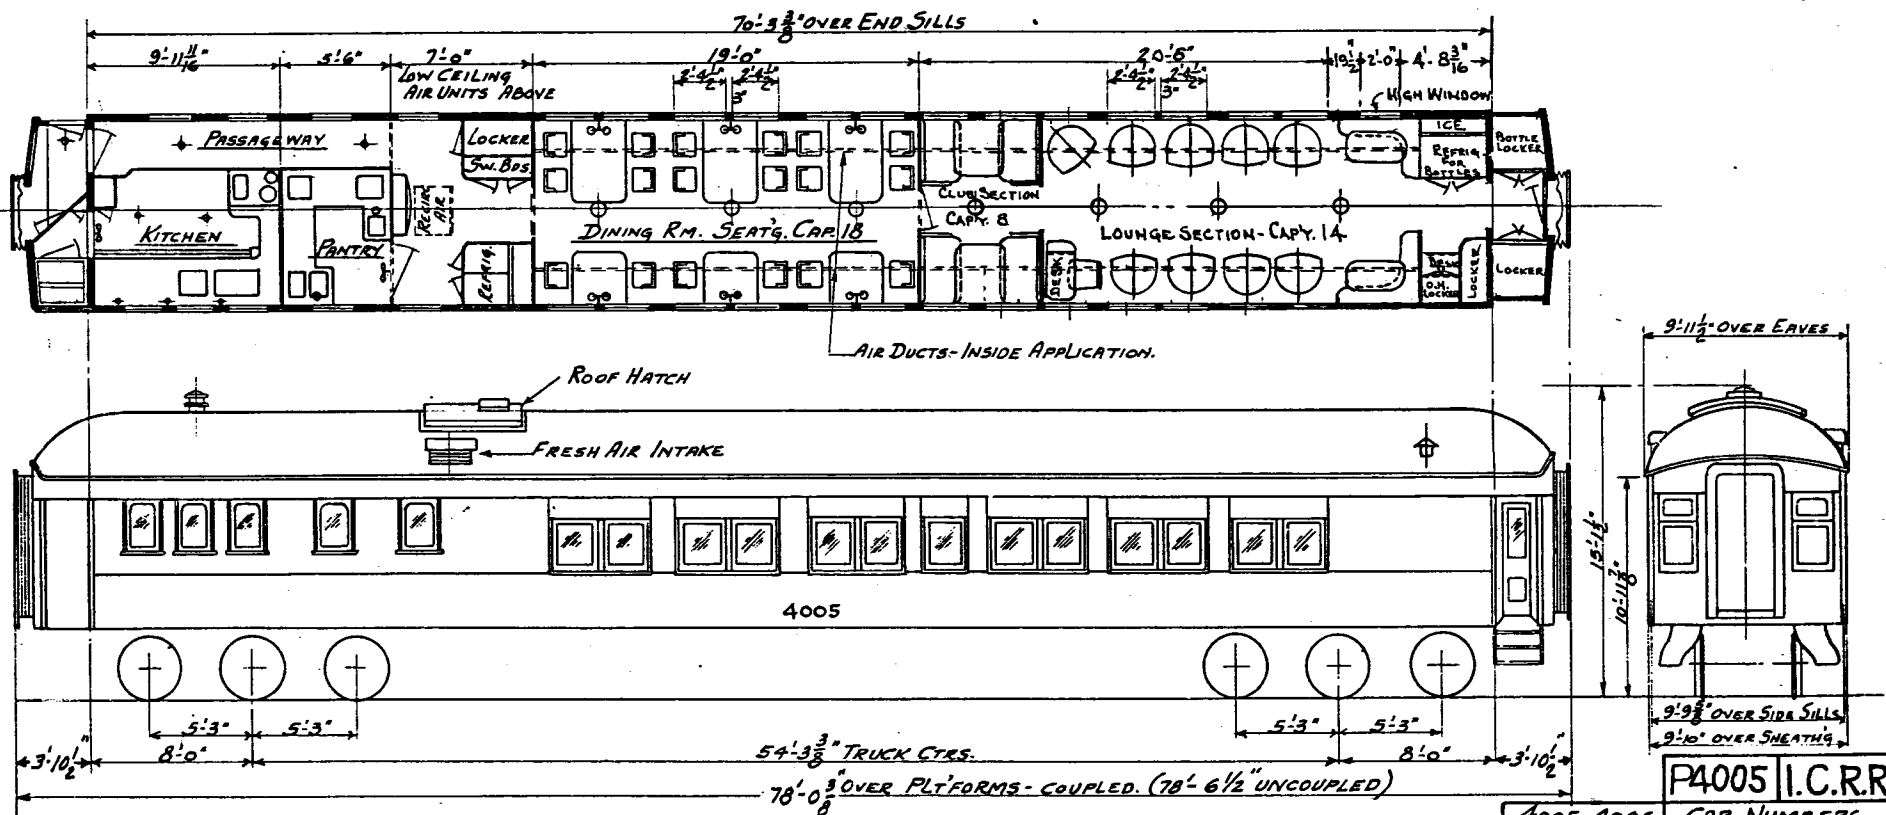 70'-3 3/8" OVER END SILLS
9'-11 11/16" 5'-6" 7'-0" 19'-0" 20'-6" 19 1/2" 2'-0" 4'-8 3/16"
LOW CEILING
AIR UNITS ABOVE
2'-4 1/2" 2'-4 1/2" 2'-4 1/2" 2'-4 1/2"
3" 3"
HIGH WINDOW
PASSAGEWAY
LOCKER
SW. BDS.
ICE
REFRIG.
FOR
BOTTLES
BOTTLE
LOCKER
RECIR.
AIR
CLUB SECTION
CAP'Y. 8
KITCHEN
PANTRY
DINING RM. SEAT'G. CAP. 18
LOUNGE SECTION-CAP'Y. 14
REFRIG.
DESK
DESK
LOCKER
LOCKER
LOCKER
AIR DUCTS-INSIDE APPLICATION.
9'-11 1/2" OVER EAVES
ROOF HATCH
FRESH AIR INTAKE
10'-11 7/8"
4005
5'-3" 5'-3" 5'-3" 5'-3"
9'-9 5/8" OVER SIDE SILLS
9'-10" OVER SHEATH'G
3'-10 1/2" 8'-0" 54'-3 3/8" TRUCK CTRS. 8'-0" 3'-10 1/2"
78'-0 3/8" OVER PLT'FORMS - COUPLED. (78'-6 1/2" UNCOUPLED)
P4005 I.C.R.R
4005-4006 CAR NUMBERS